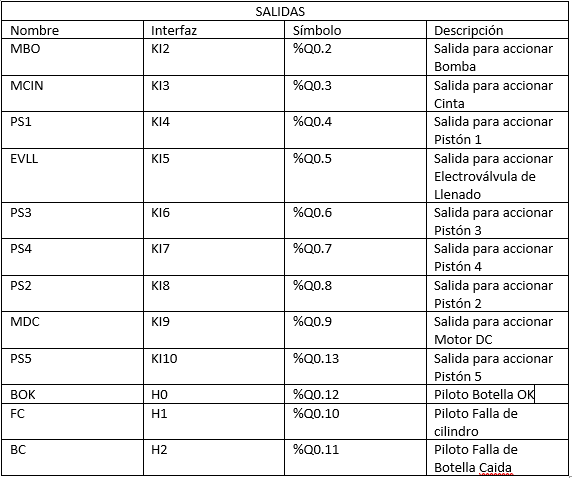 SALIDAS
Nombre Interfaz Símbolo Descripción
MBO KI2 %Q0.2 Salida para accionar
Bomba
MCIN KI3 %Q0.3 Salida para accionar
Cinta
PS1 KI4 %Q0.4 Salida para accionar
Pistón 1
EVLL KI5 %Q0.5 Salida para accionar
Electroválvula de
Llenado
PS3 KI6 %Q0.6 Salida para accionar
Pistón 3
PS4 KI7 %Q0.7 Salida para accionar
Pistón 4
PS2 KI8 %Q0.8 Salida para accionar
Pistón 2
MDC KI9 %Q0.9 Salida para accionar
Motor DC
PS5 KI10 %Q0.13 Salida para accionar
Pistón 5
BOK H0 %Q0.12 Piloto Botella OK
FC H1 %Q0.10 Piloto Falla de
cilindro
BC H2 %Q0.11 Piloto Falla de
Botella Caida